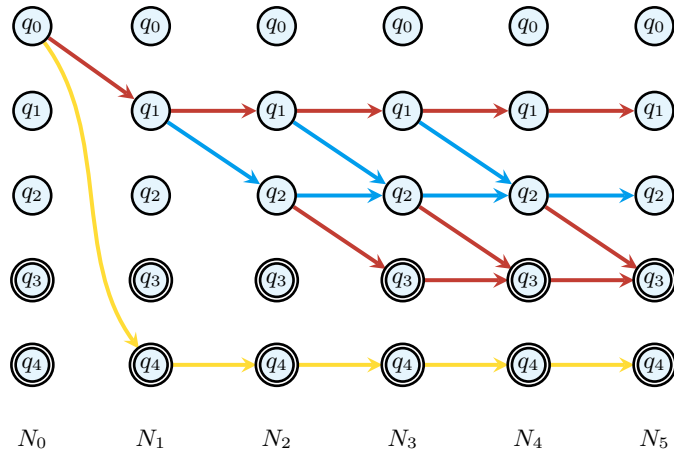 q0 q0 q0 q0 q0 q0
q1 q1 q1 q1 q1 q1
q2 q2 q2 q2 q2 q2
q3 q3 q3 q3 q3 q3
q4 q4 q4 q4 q4 q4
N0 N1 N2 N3 N4 N5